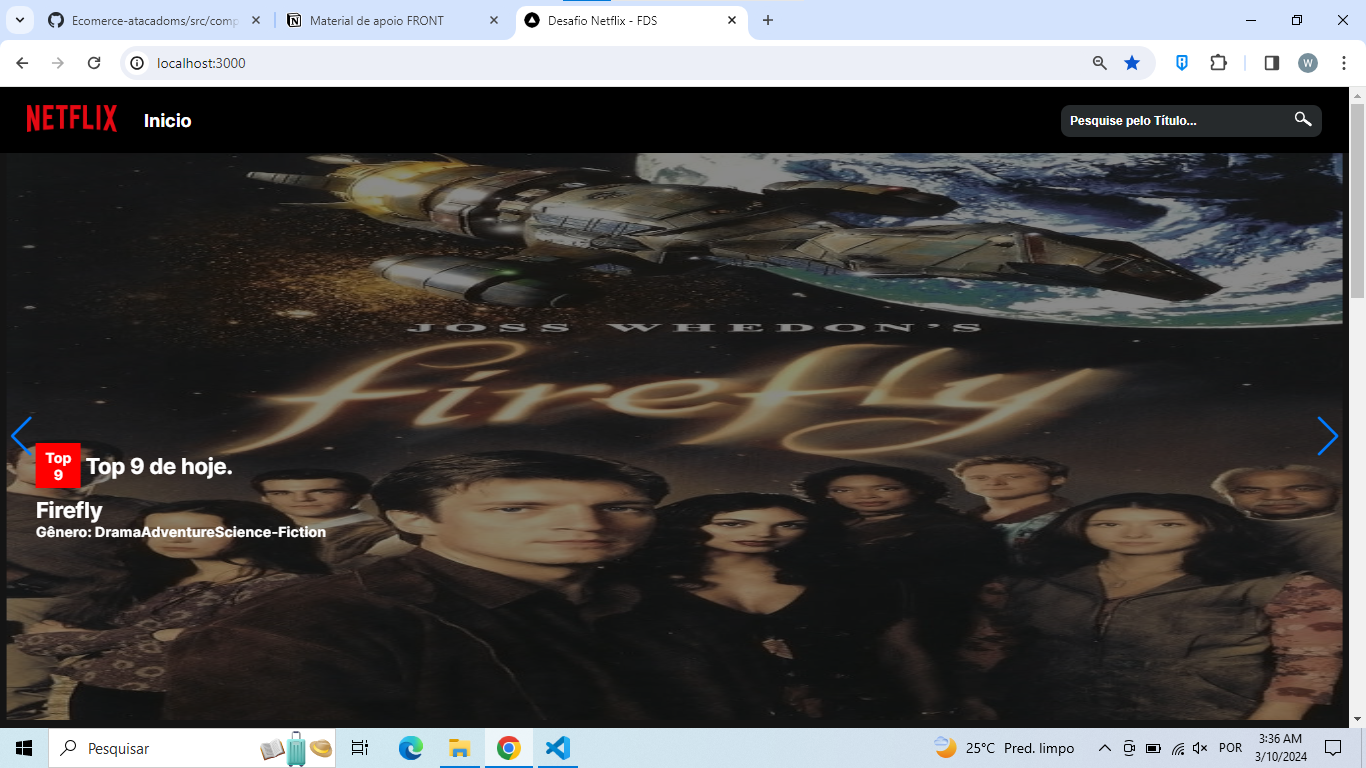 Ecomerce-atacadoms/src/comp
Material de apoio FRONT
Desafio Netflix - FDS
localhost:3000
W
NETFLIX
Inicio
Pesquise pelo Título...
JOSS WHEDON'S
firefly
Top
9
Top 9 de hoje.
Firefly
Gênero: DramaAdventureScience-Fiction
Pesquisar
25°C Pred. limpo
POR
3:36 AM
3/10/2024